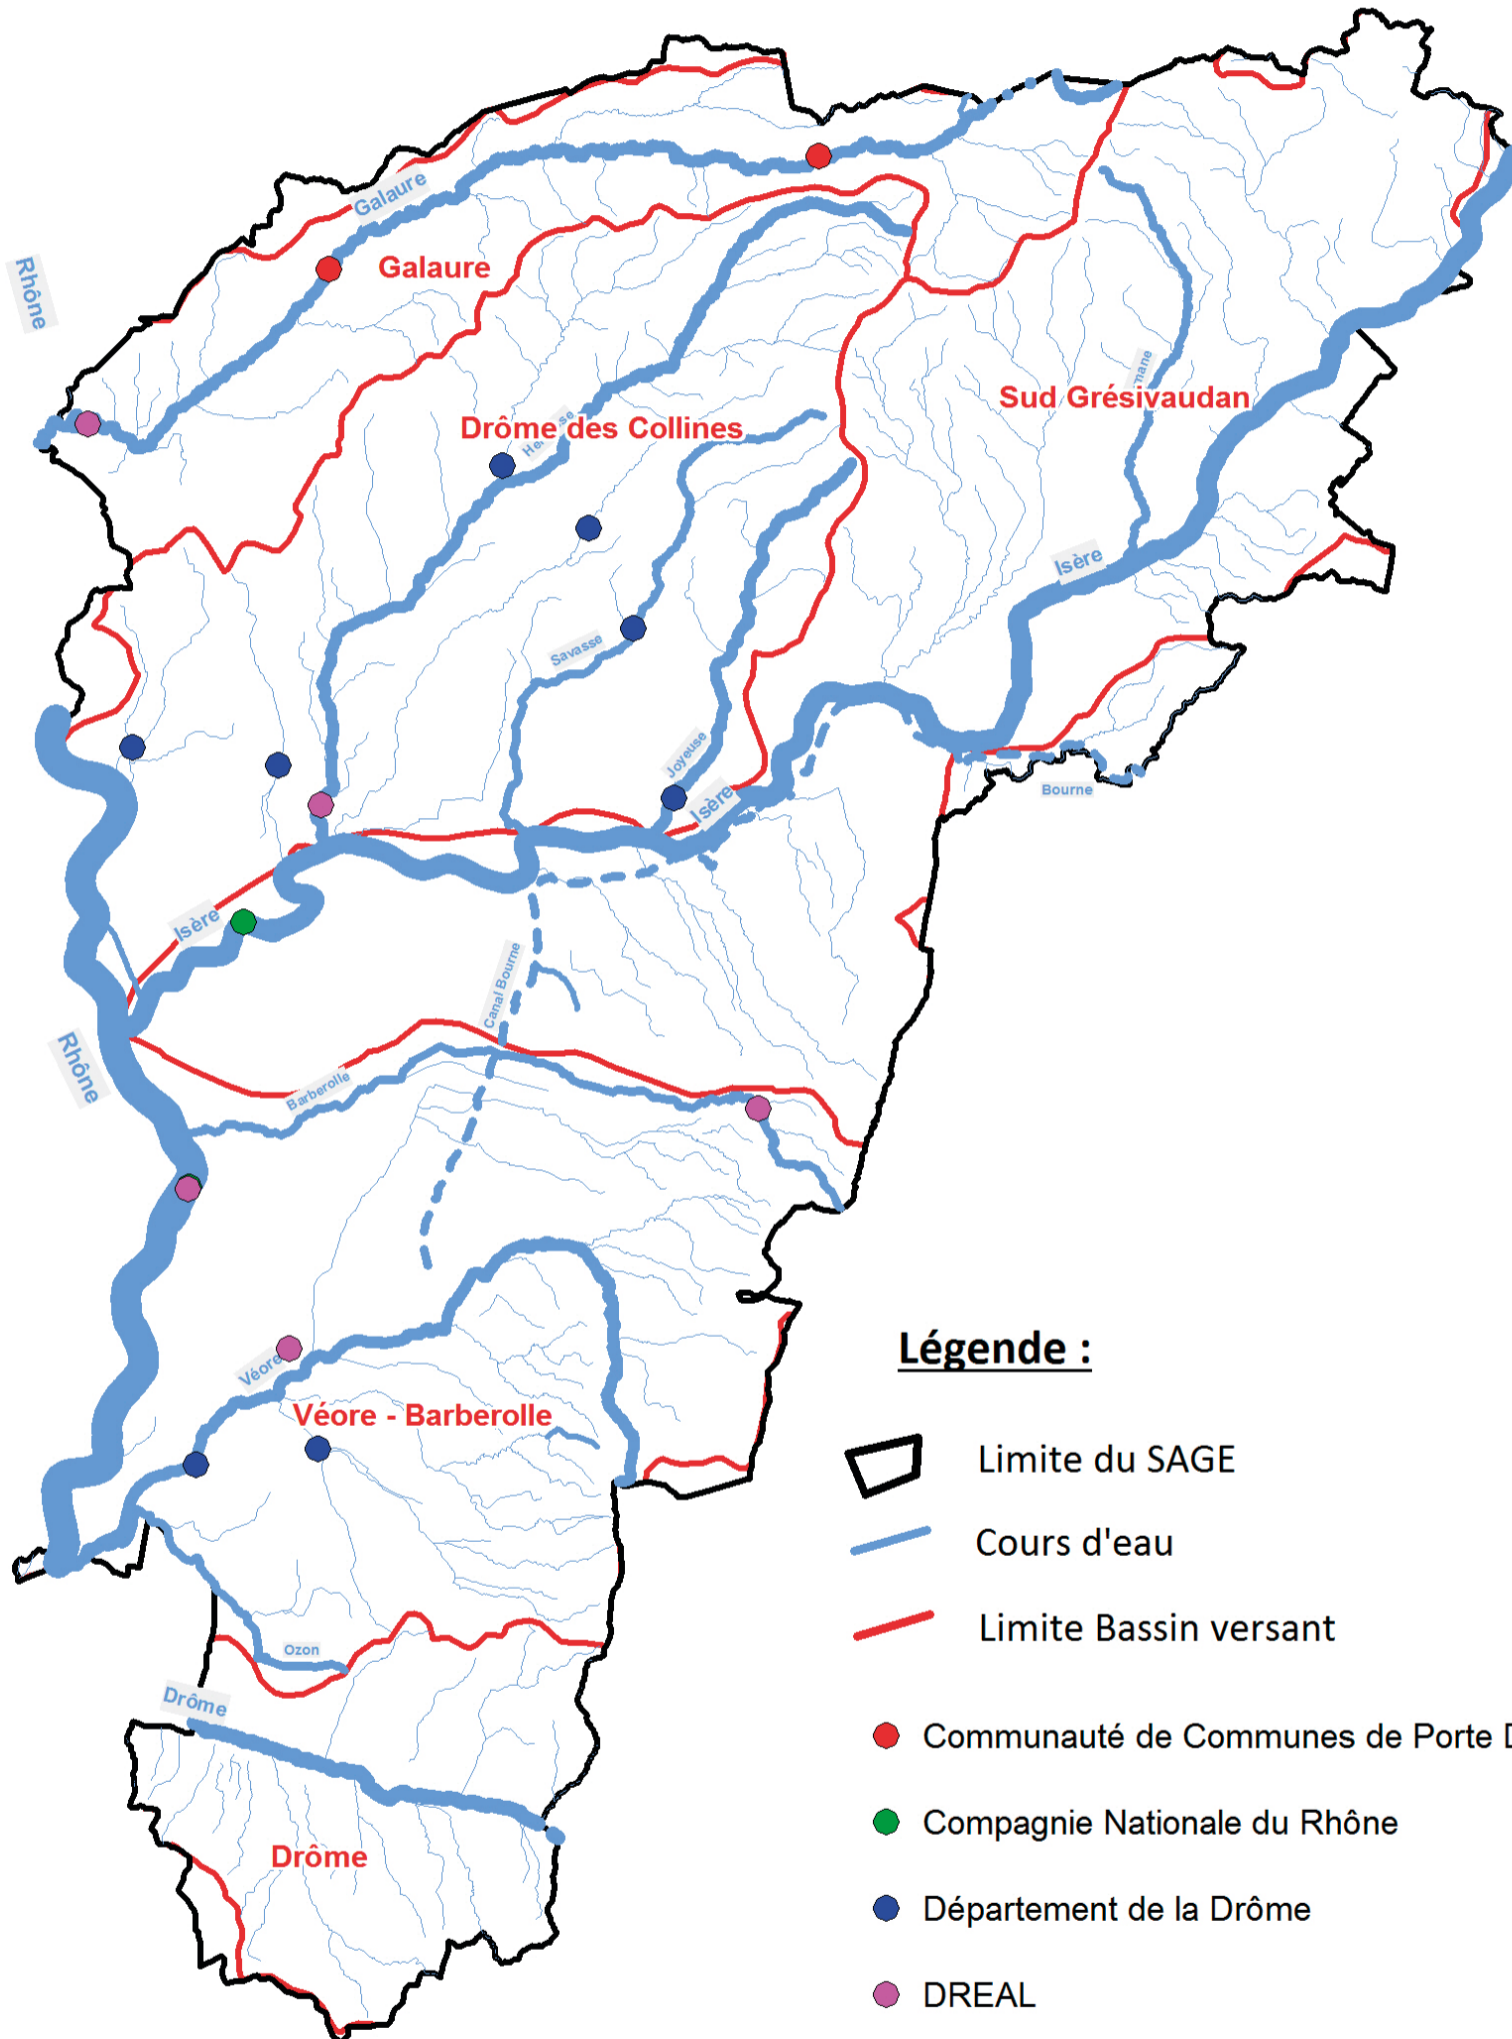 Galaure
Rhône
Galaure
Sud Grésivaudan
Drôme des Collines
Isère
Savasse
Joyeuse
Bourne
Isère
Isère
Canal Bourne
Rhône
Barberolle
Légende :
Véore
Véore - Barberolle
Limite du SAGE
Cours d'eau
Limite Bassin versant
Ozon
Drôme
Communauté de Communes de Porte
Compagnie Nationale du Rhône
Drôme
Département de la Drôme
DREAL